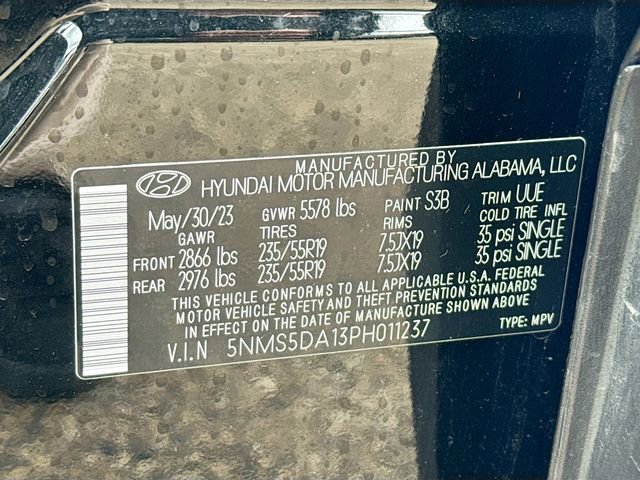 MANUFACTURED BY
HYUNDAI MOTOR MANUFACTURING ALABAMA, LLC
May/30/23 GVWR 5578 lbs PAINT S3B TRIM UUE
GAWR TIRES RIMS COLD TIRE INFL
FRONT 2866 lbs 235/55R19 7.5JX19 35 psi SINGLE
REAR 2976 lbs 235/55R19 7.5JX19 35 psi SINGLE
THIS VEHICLE CONFORMS TO ALL APPLICABLE U.S.A. FEDERAL
MOTOR VEHICLE SAFETY AND THEFT PREVENTION STANDARDS
IN EFFECT ON THE DATE OF MANUFACTURE SHOWN ABOVE
V.I.N 5NMS5DA13PH011237 TYPE: MPV